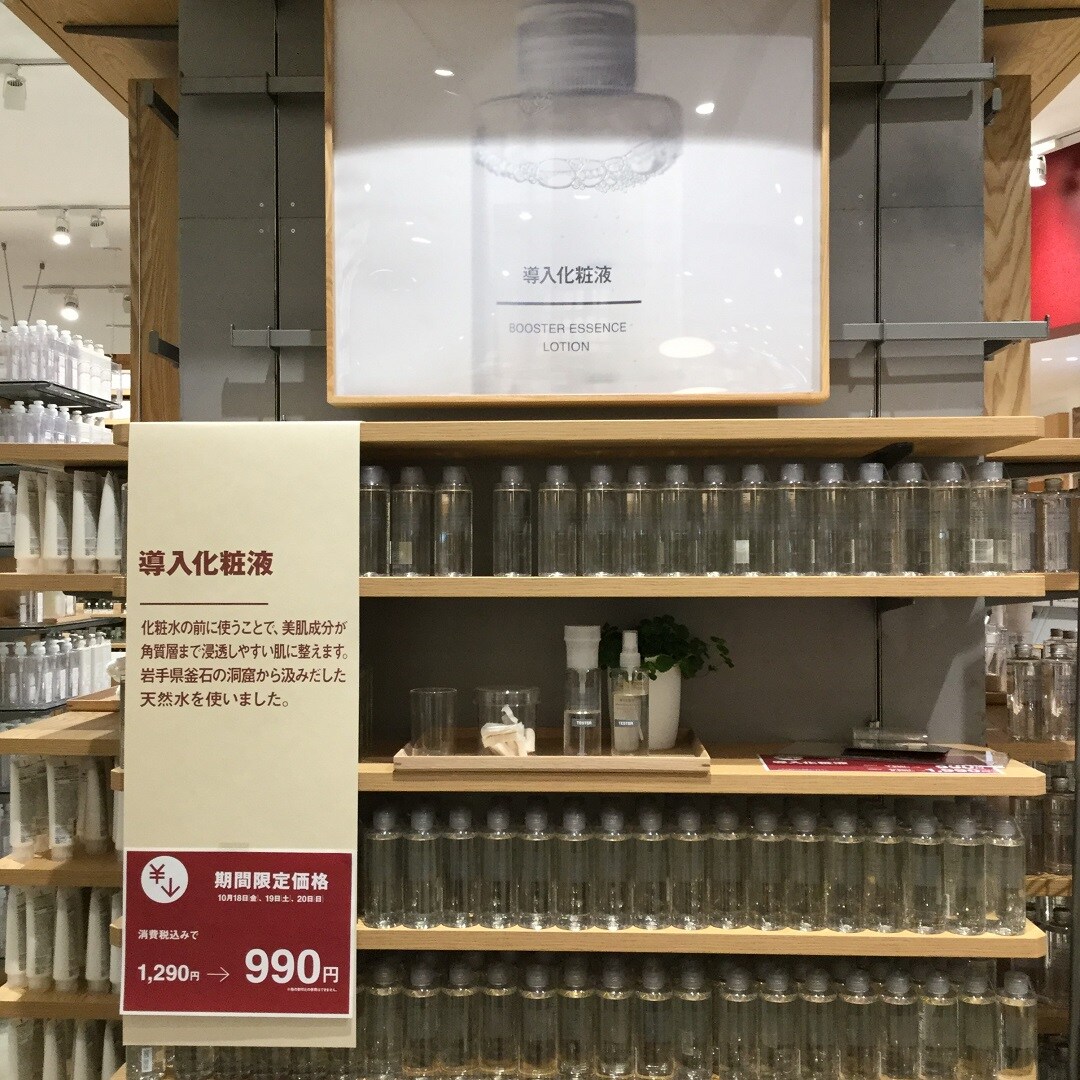 導入化粧液
BOOSTER ESSENCE
LOTION
導入化粧液
化粧水の前に使うことで、美肌成分が
角質層まで浸透しやすい肌に整えます。
岩手県釜石の洞窟から汲みだした
天然水を使いました。
¥↓ 期間限定価格
10月18日(金)、19日(土)、20日(日)
消費税込みで
1,290円→990円
TESTER
TESTER